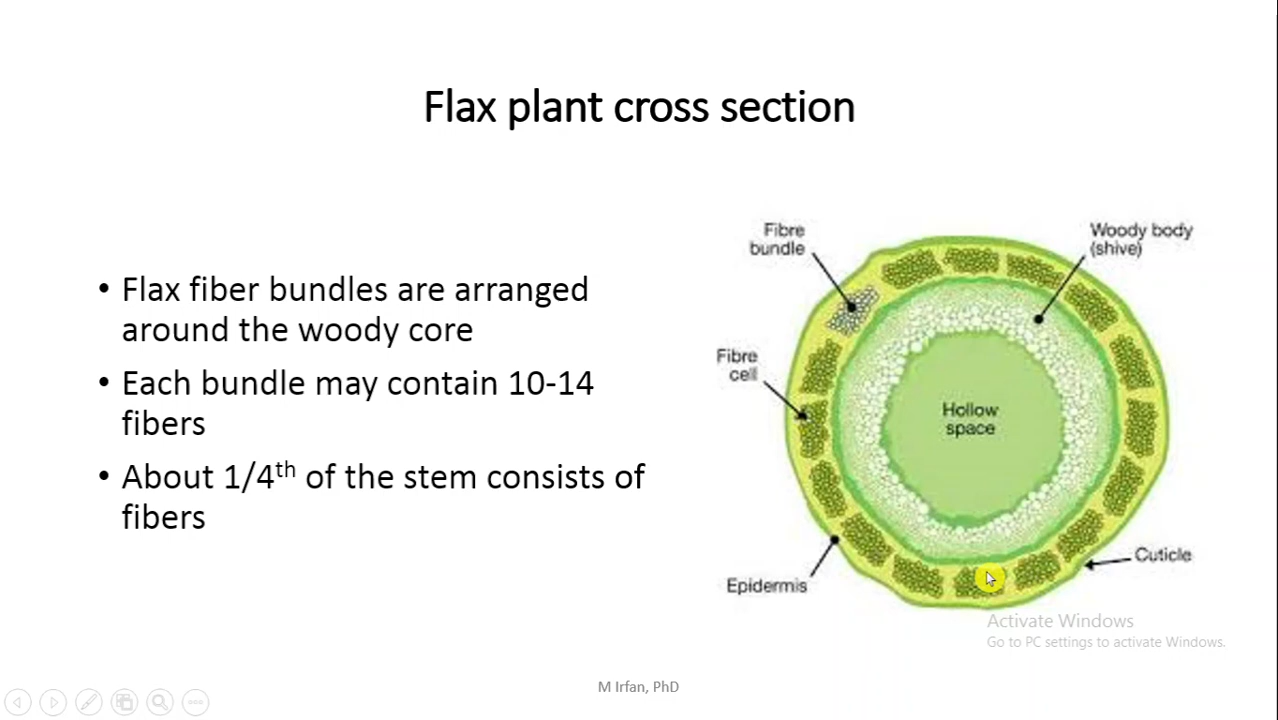 Flax plant cross section
• Flax fiber bundles are arranged
around the woody core
• Each bundle may contain 10-14
fibers
• About 1/4th of the stem consists of
fibers
Fibre
bundle
Woody body
(shive)
Fibre
cell
Hollow
space
Epidermis
Cuticle
Activate Windows
Go to PC settings to activate Windows.
M Irfan, PhD